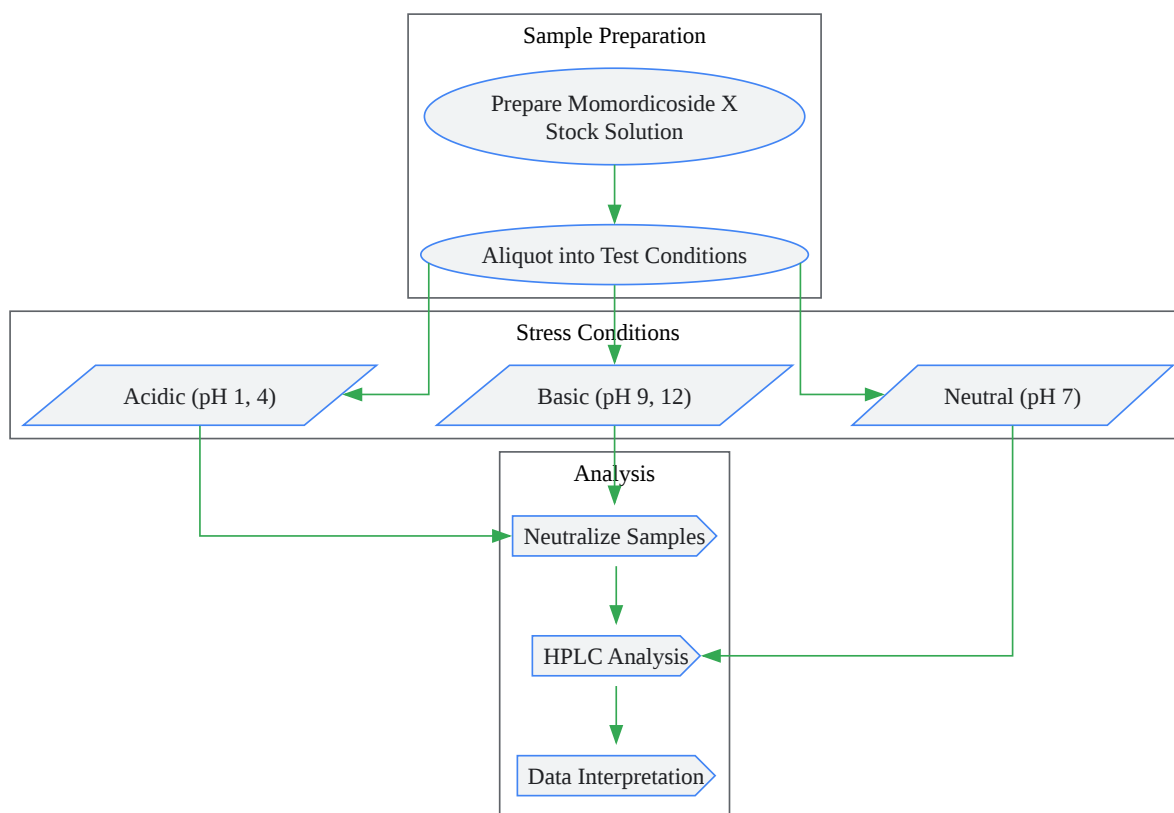 Sample Preparation
Prepare Momordicoside X
Stock Solution
Aliquot into Test Conditions
Stress Conditions
Acidic (pH 1, 4)
Basic (pH 9, 12)
Neutral (pH 7)
Analysis
Neutralize Samples
HPLC Analysis
Data Interpretation